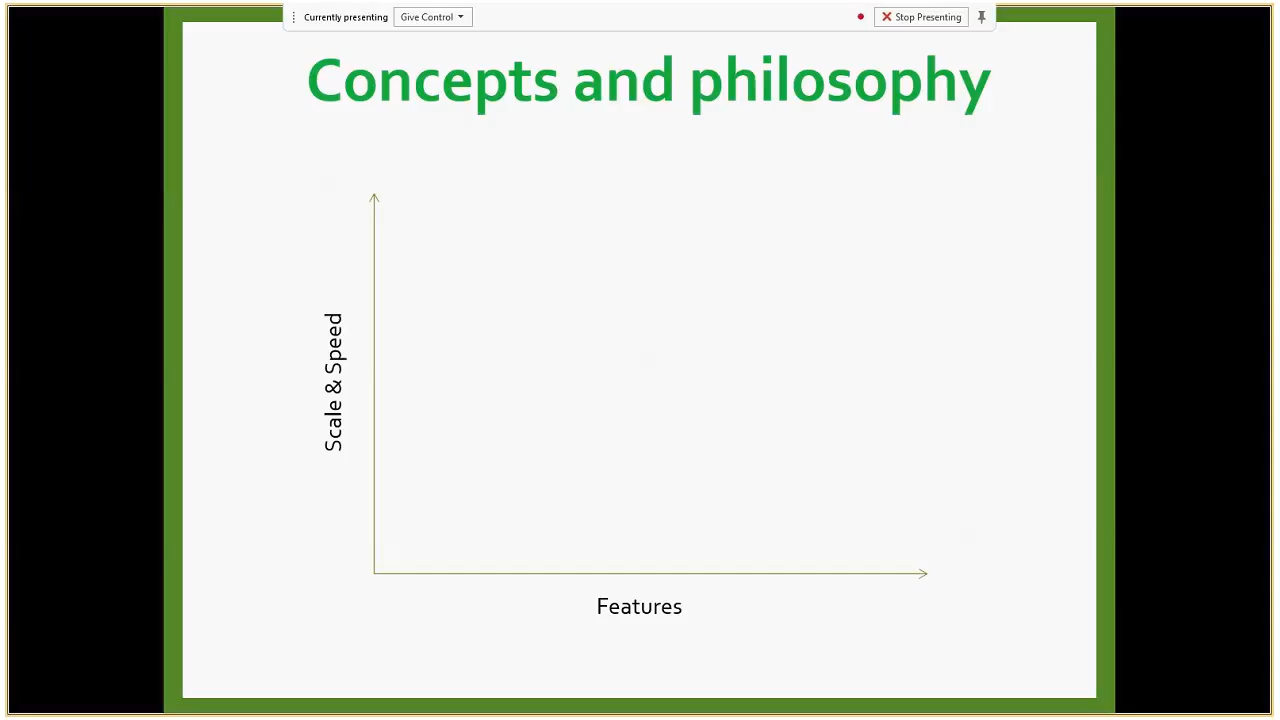 Currently presenting
Give Control
Stop Presenting
Concepts and philosophy
Scale & Speed
Features